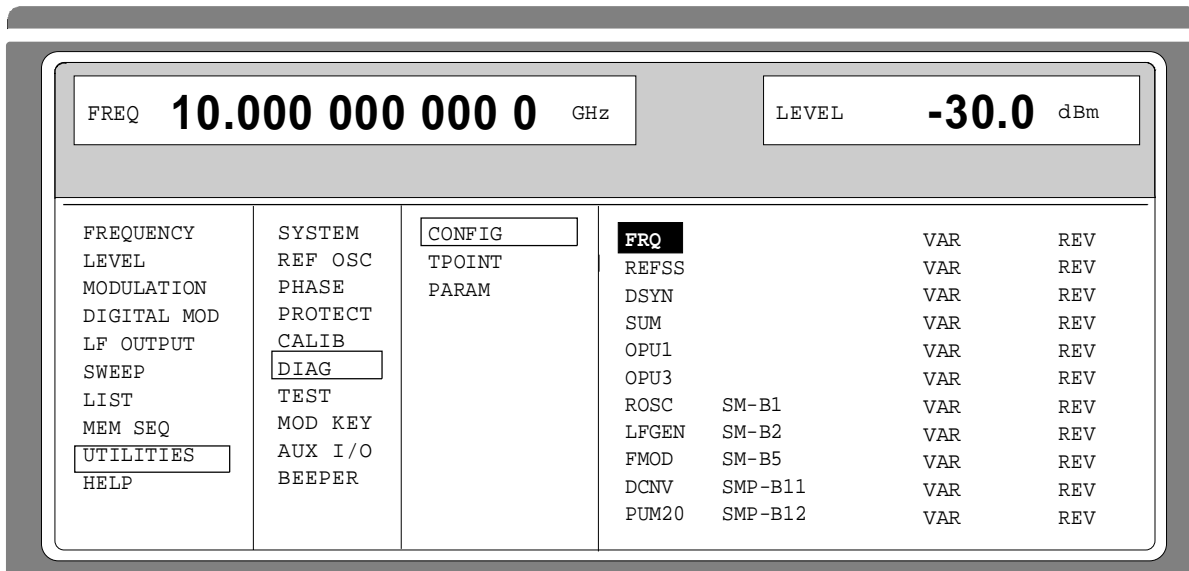 FREQ 10.000 000 000 0 GHz LEVEL -30.0 dBm
FREQUENCY SYSTEM CONFIG FRQ VAR REV
LEVEL REF OSC TPOINT REFSS VAR REV
MODULATION PHASE PARAM DSYN VAR REV
DIGITAL MOD PROTECT SUM VAR REV
LF OUTPUT CALIB OPU1 VAR REV
SWEEP DIAG OPU3 VAR REV
LIST TEST ROSC SM-B1 VAR REV
MEM SEQ MOD KEY LFGEN SM-B2 VAR REV
UTILITIES AUX I/O FMOD SM-B5 VAR REV
HELP BEEPER DCNV SMP-B11 VAR REV
PUM20 SMP-B12 VAR REV